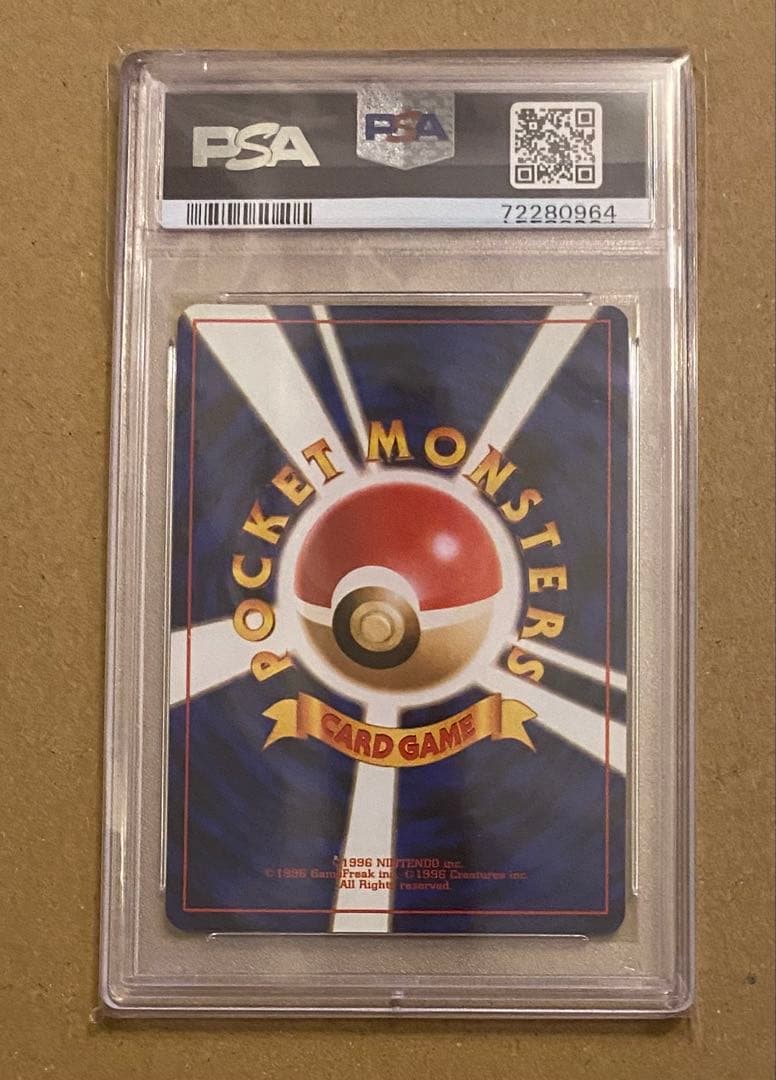 PSA
PSA
72280964
POCKET MONSTERS
CARD GAME
©1996 NINTENDO inc.
©1996 GameFreak inc. ©1996 Creatures inc.
All Rights reserved.